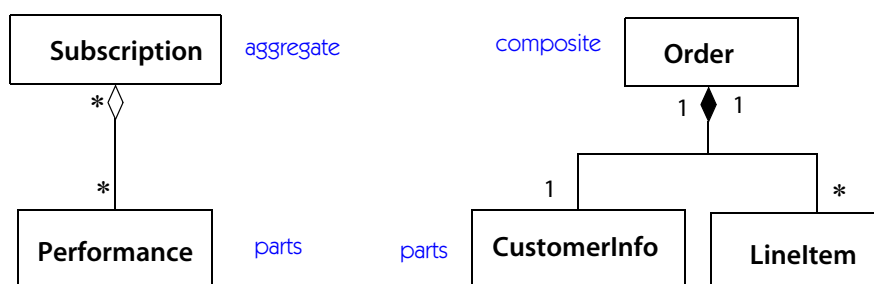 Subscription
aggregate
*
*
Performance
parts
composite
Order
1 1
1
*
parts
CustomerInfo
LineItem